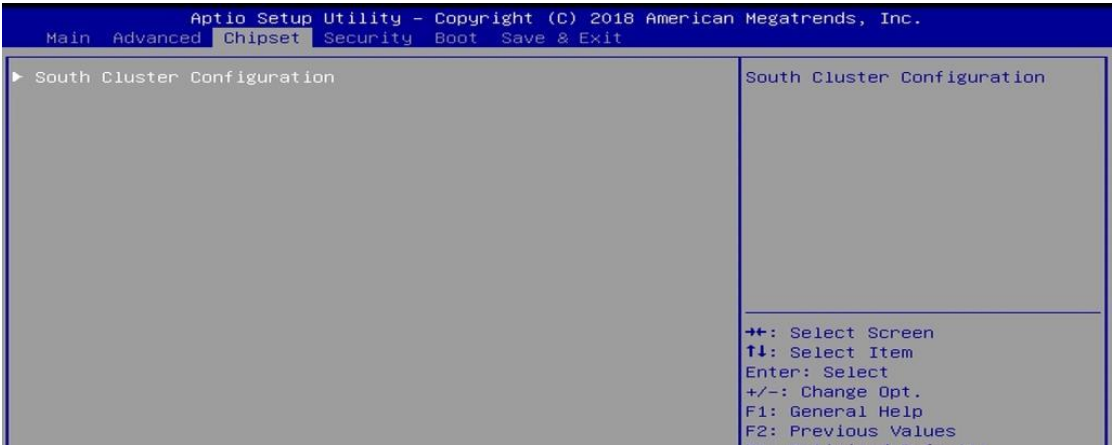 Aptio Setup Utility – Copyright (C) 2018 American Megatrends, Inc.
Main Advanced Chipset Security Boot Save & Exit
▶ South Cluster Configuration
South Cluster Configuration
→←: Select Screen
↑↓: Select Item
Enter: Select
+/-: Change Opt.
F1: General Help
F2: Previous Values